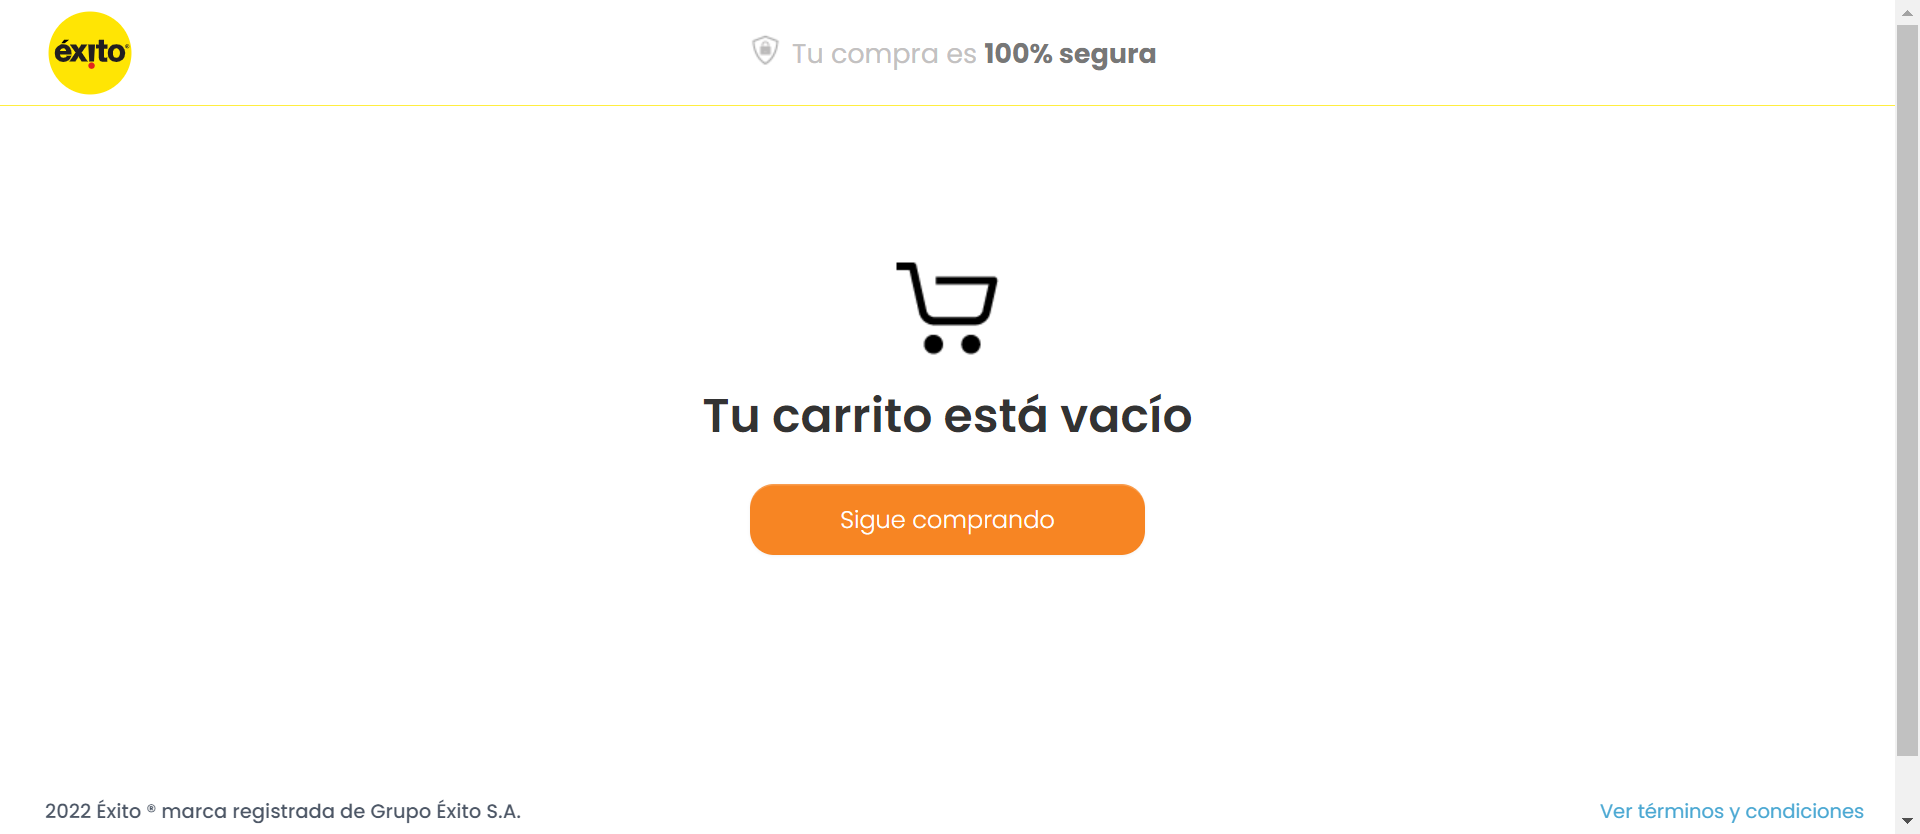 éxito
Tu compra es 100% segura
Tu carrito está vacío
Sigue comprando
2022 Éxito ® marca registrada de Grupo Éxito S.A.
Ver términos y condiciones